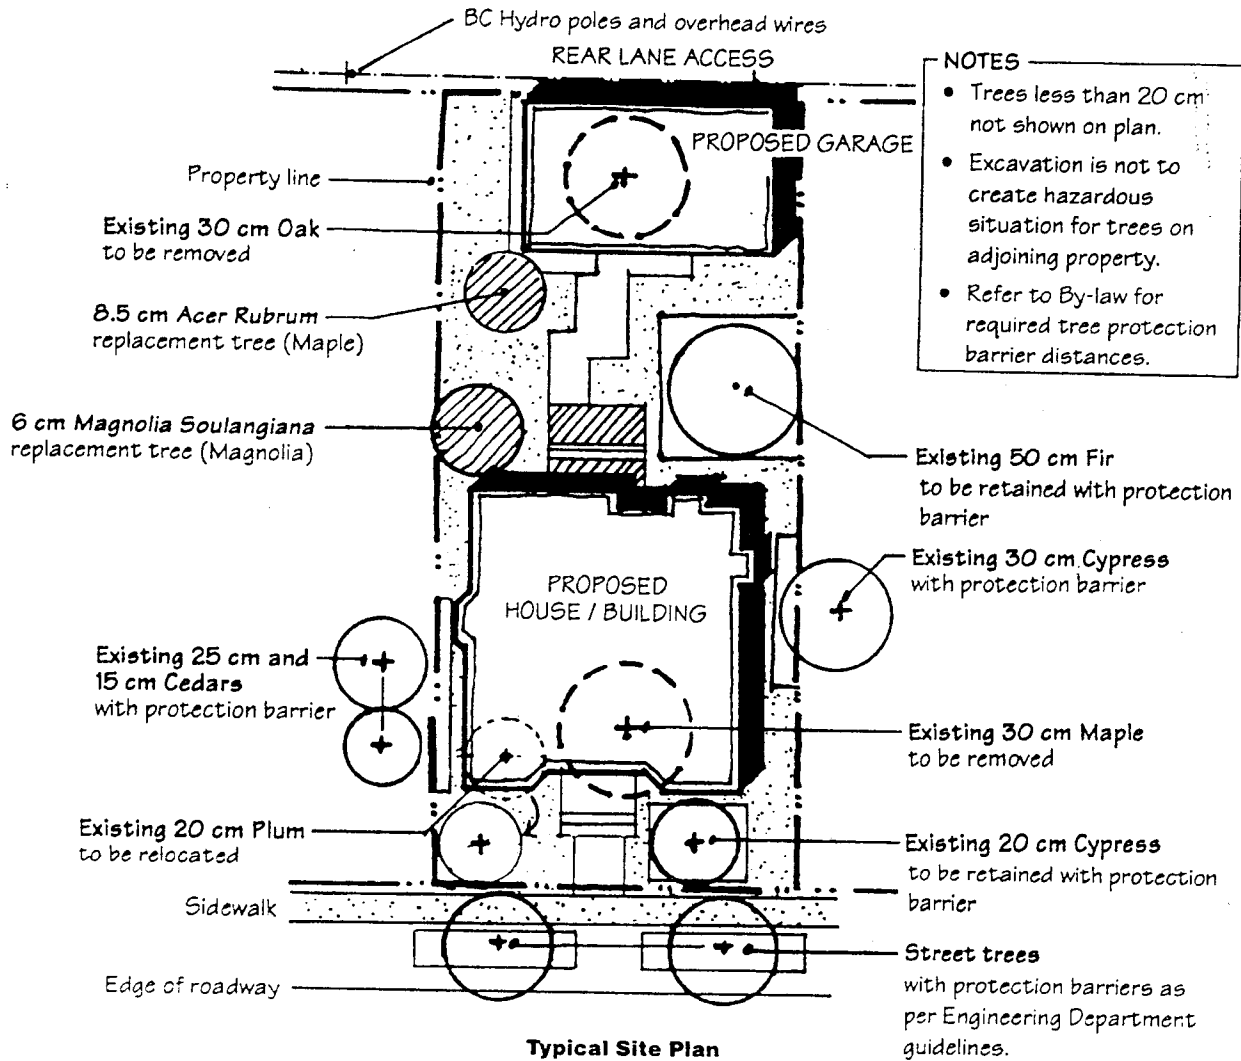 BC Hydro poles and overhead wires
REAR LANE ACCESS
NOTES
• Trees less than 20 cm
not shown on plan.
• Excavation is not to
create hazardous
situation for trees on
adjoining property.
• Refer to By-law for
required tree protection
barrier distances.
PROPOSED GARAGE
Property line
Existing 30 cm Oak
to be removed
8.5 cm Acer Rubrum
replacement tree (Maple)
6 cm Magnolia Soulangiana
replacement tree (Magnolia)
Existing 50 cm Fir
to be retained with protection
barrier
Existing 30 cm Cypress
with protection barrier
PROPOSED
HOUSE / BUILDING
Existing 25 cm and
15 cm Cedars
with protection barrier
Existing 30 cm Maple
to be removed
Existing 20 cm Plum
to be relocated
Existing 20 cm Cypress
to be retained with protection
barrier
Sidewalk
Street trees
with protection barriers as
per Engineering Department
guidelines.
Edge of roadway
Typical Site Plan